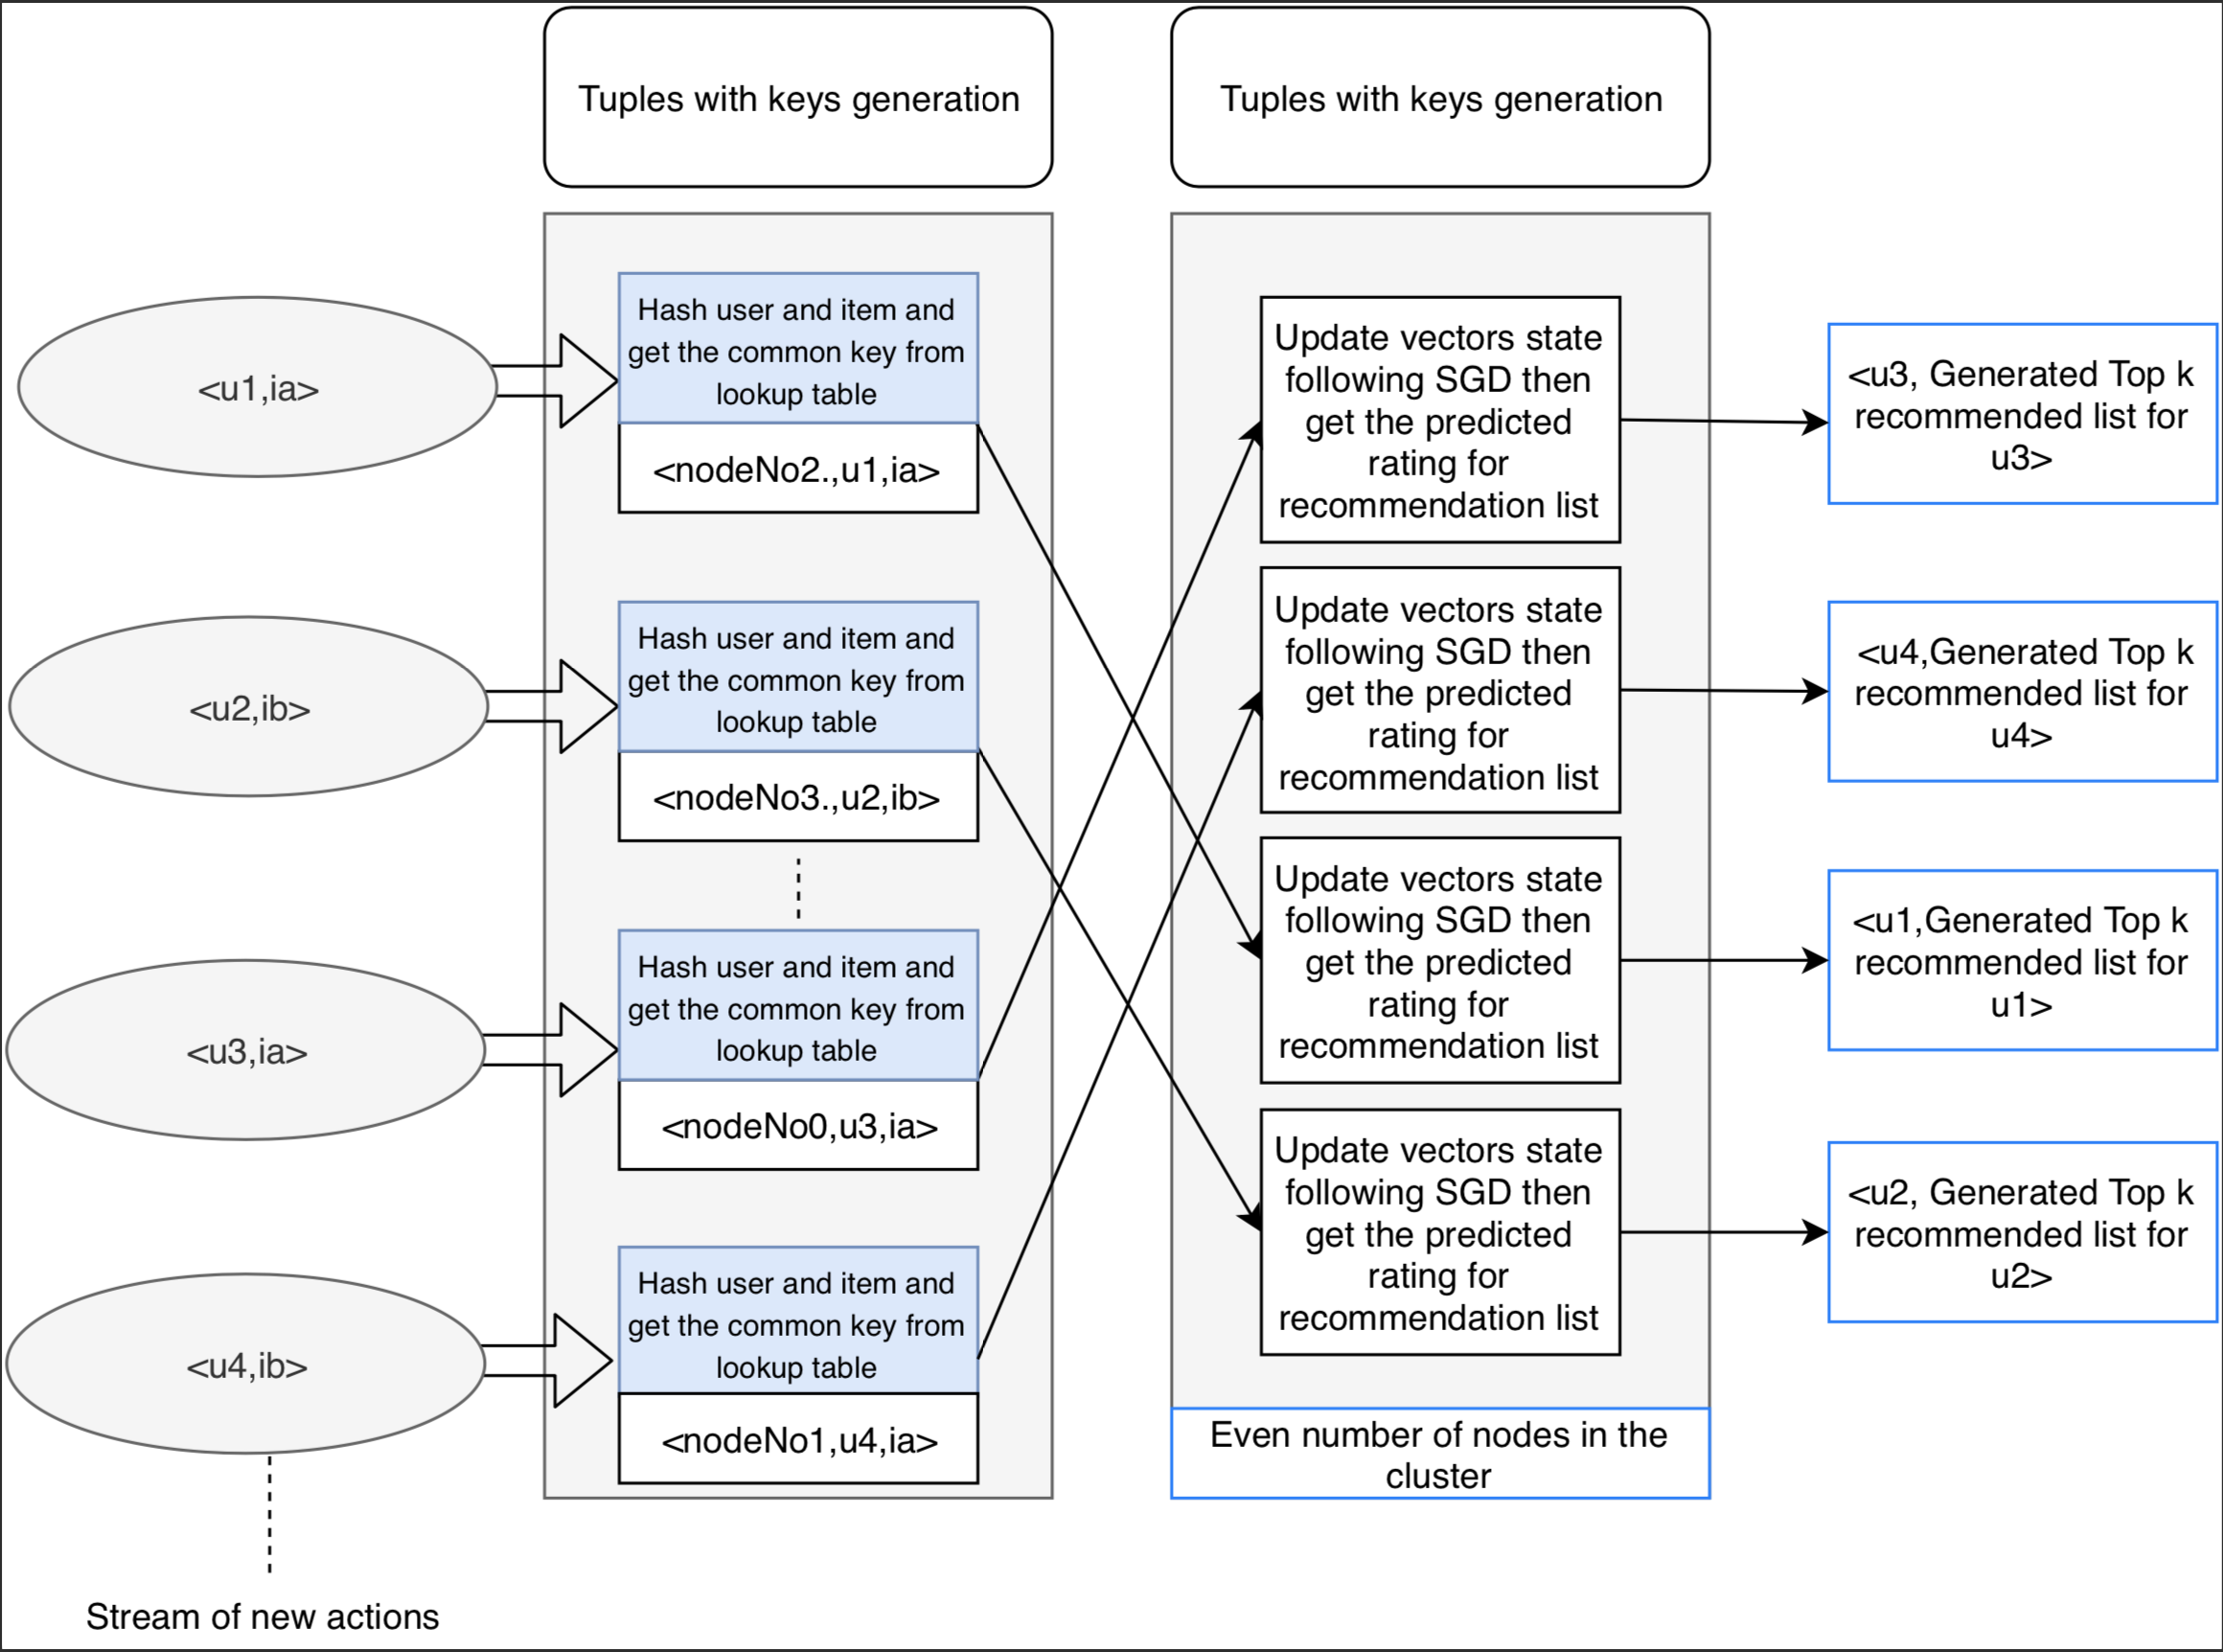 Tuples with keys generation
Tuples with keys generation
<u1,ia>
Hash user and item and
get the common key from
lookup table
<nodeNo2.,u1,ia>
<u2,ib>
Hash user and item and
get the common key from
lookup table
<nodeNo3.,u2,ib>
<u3,ia>
Hash user and item and
get the common key from
lookup table
<nodeNo0,u3,ia>
<u4,ib>
Hash user and item and
get the common key from
lookup table
<nodeNo1,u4,ia>
Stream of new actions
Update vectors state
following SGD then
get the predicted
rating for
recommendation list
Update vectors state
following SGD then
get the predicted
rating for
recommendation list
Update vectors state
following SGD then
get the predicted
rating for
recommendation list
Update vectors state
following SGD then
get the predicted
rating for
recommendation list
Even number of nodes in the
cluster
<u3, Generated Top k
recommended list for
u3>
<u4,Generated Top k
recommended list for
u4>
<u1,Generated Top k
recommended list for
u1>
<u2, Generated Top k
recommended list for
u2>